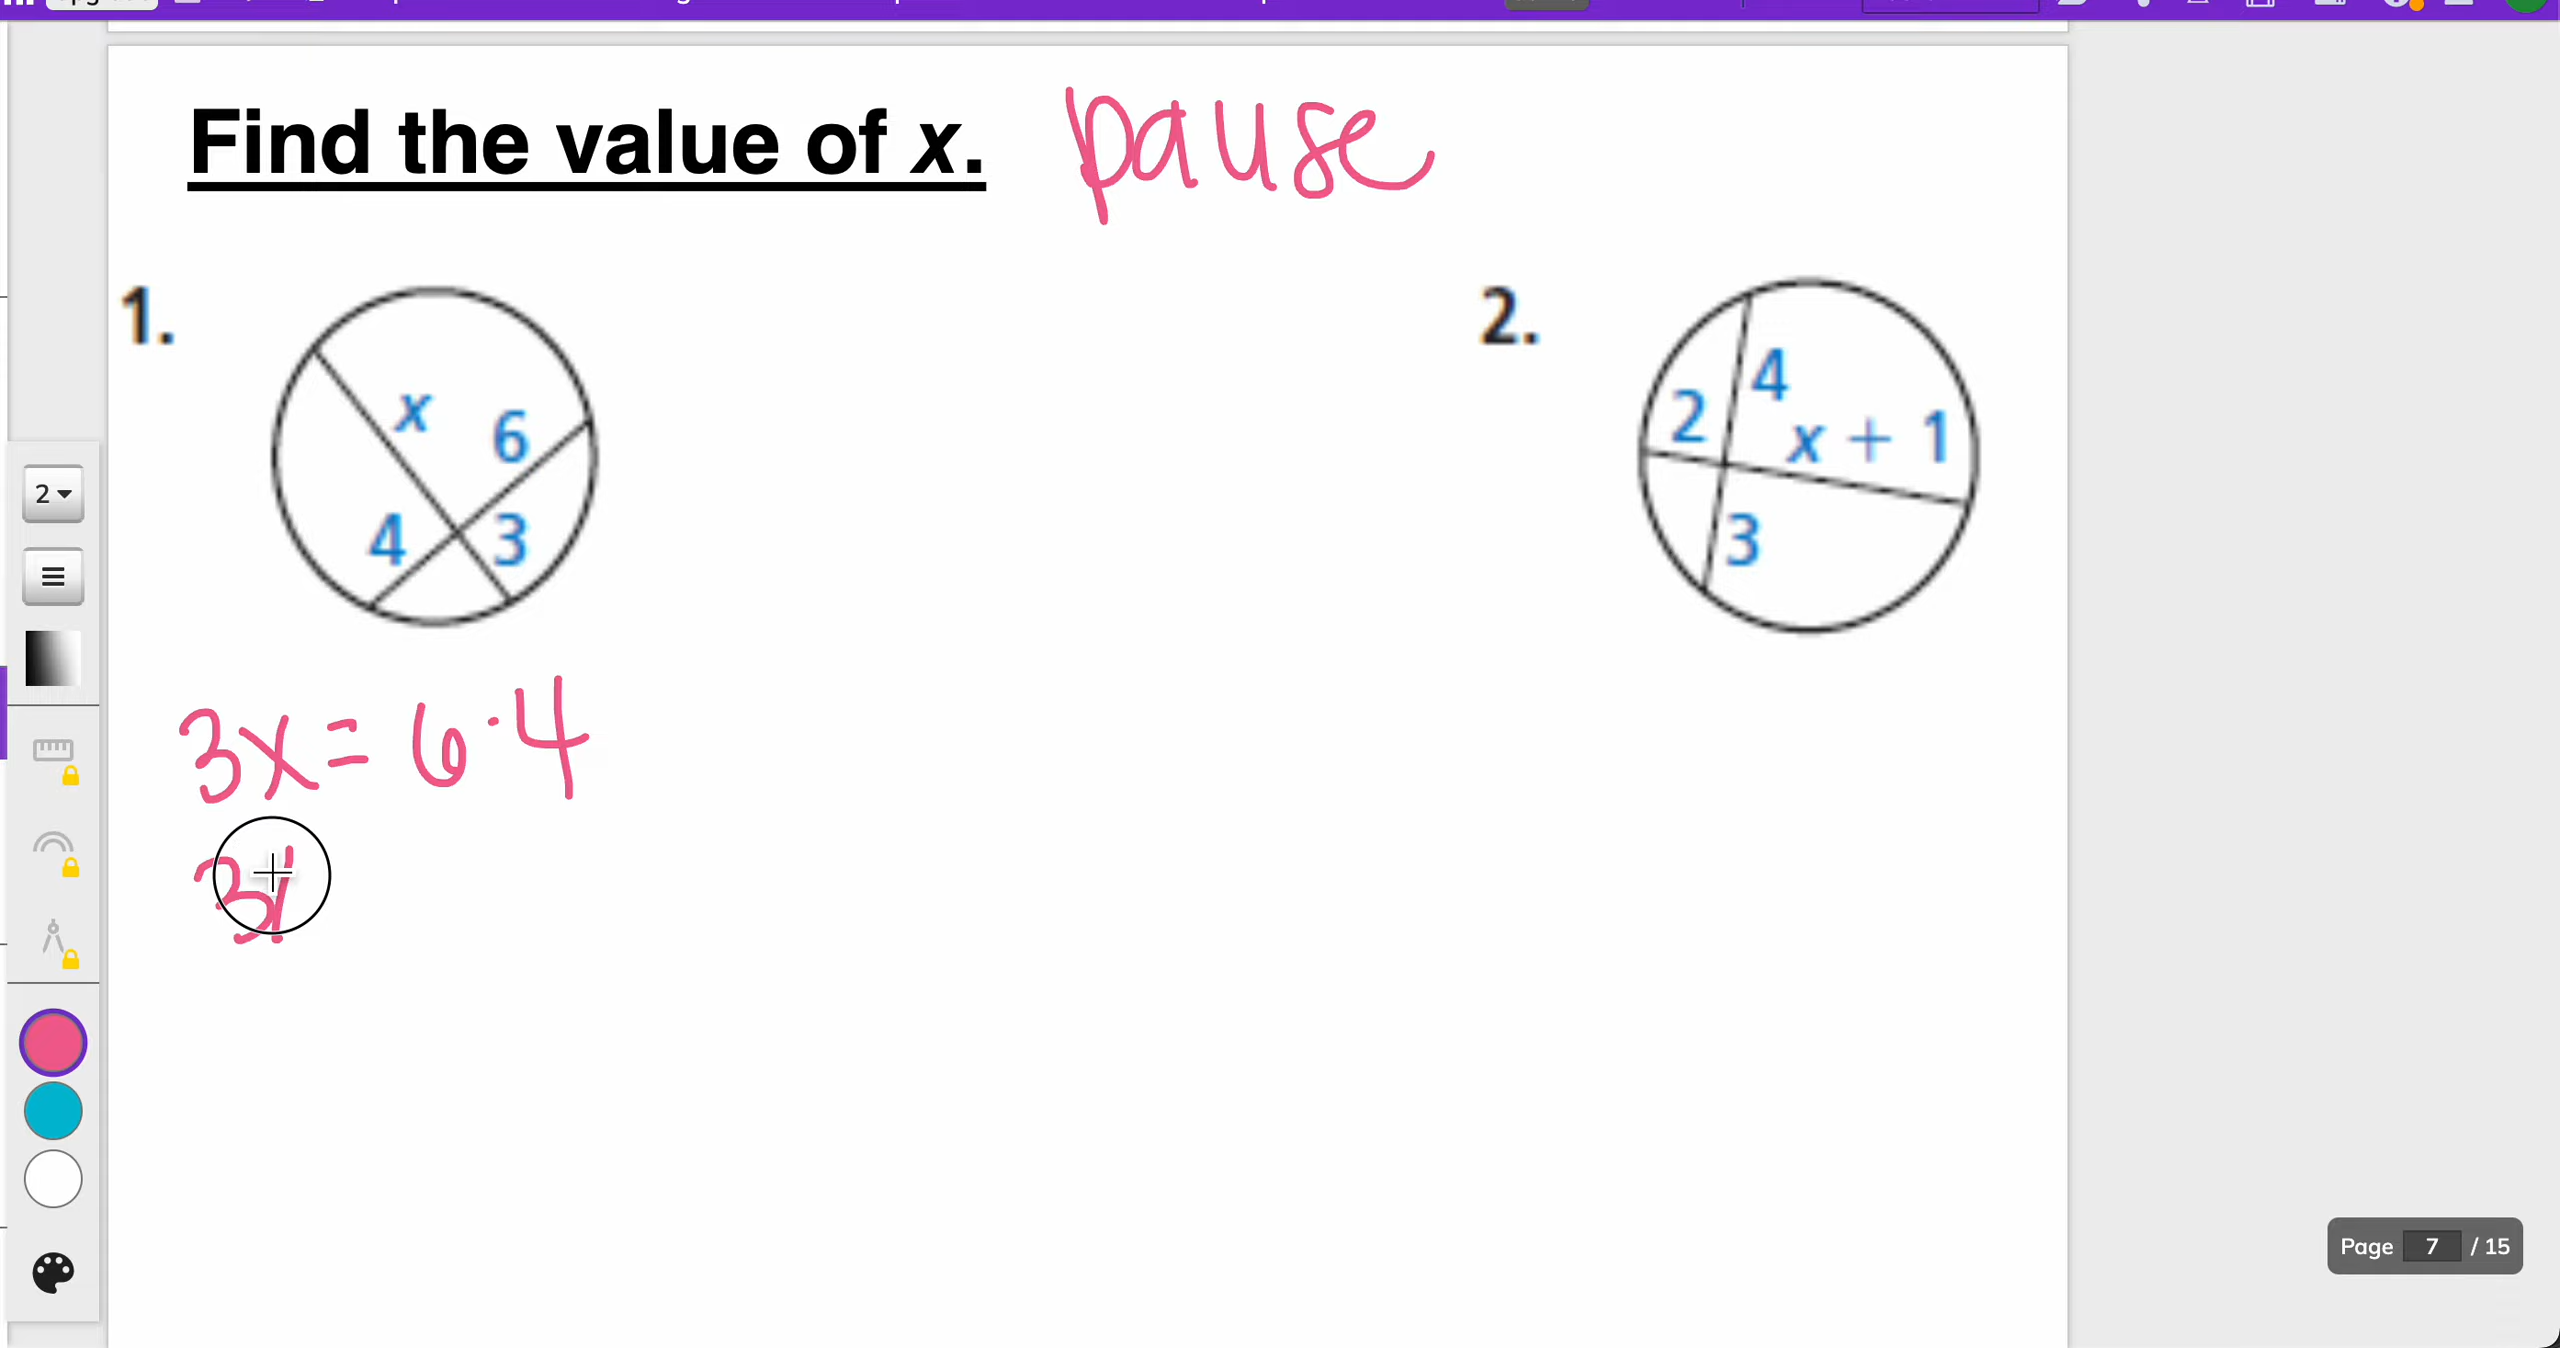 Find the value of x. pause
1.
x
6
4
3
2.
4
2
x + 1
3
3x = 6·4
3
2
Page 7 / 15